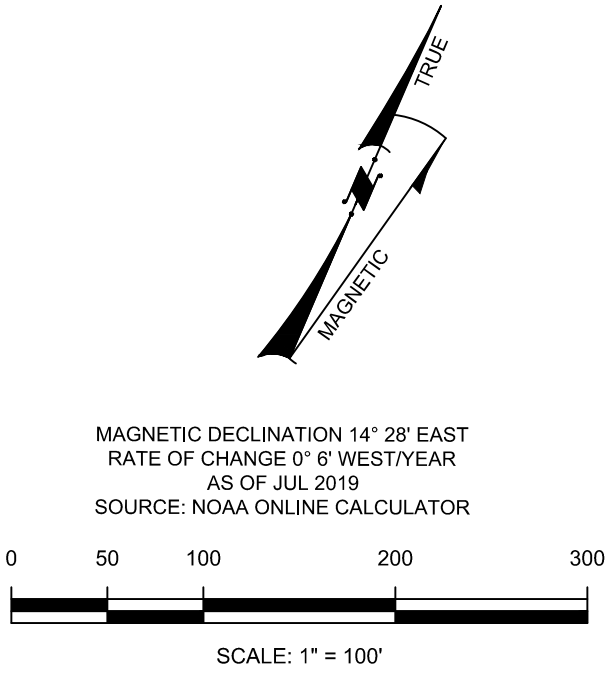 TRUE
MAGNETIC
MAGNETIC DECLINATION 14° 28' EAST
RATE OF CHANGE 0° 6' WEST/YEAR
AS OF JUL 2019
SOURCE: NOAA ONLINE CALCULATOR
0 50 100 200 300
SCALE: 1" = 100'